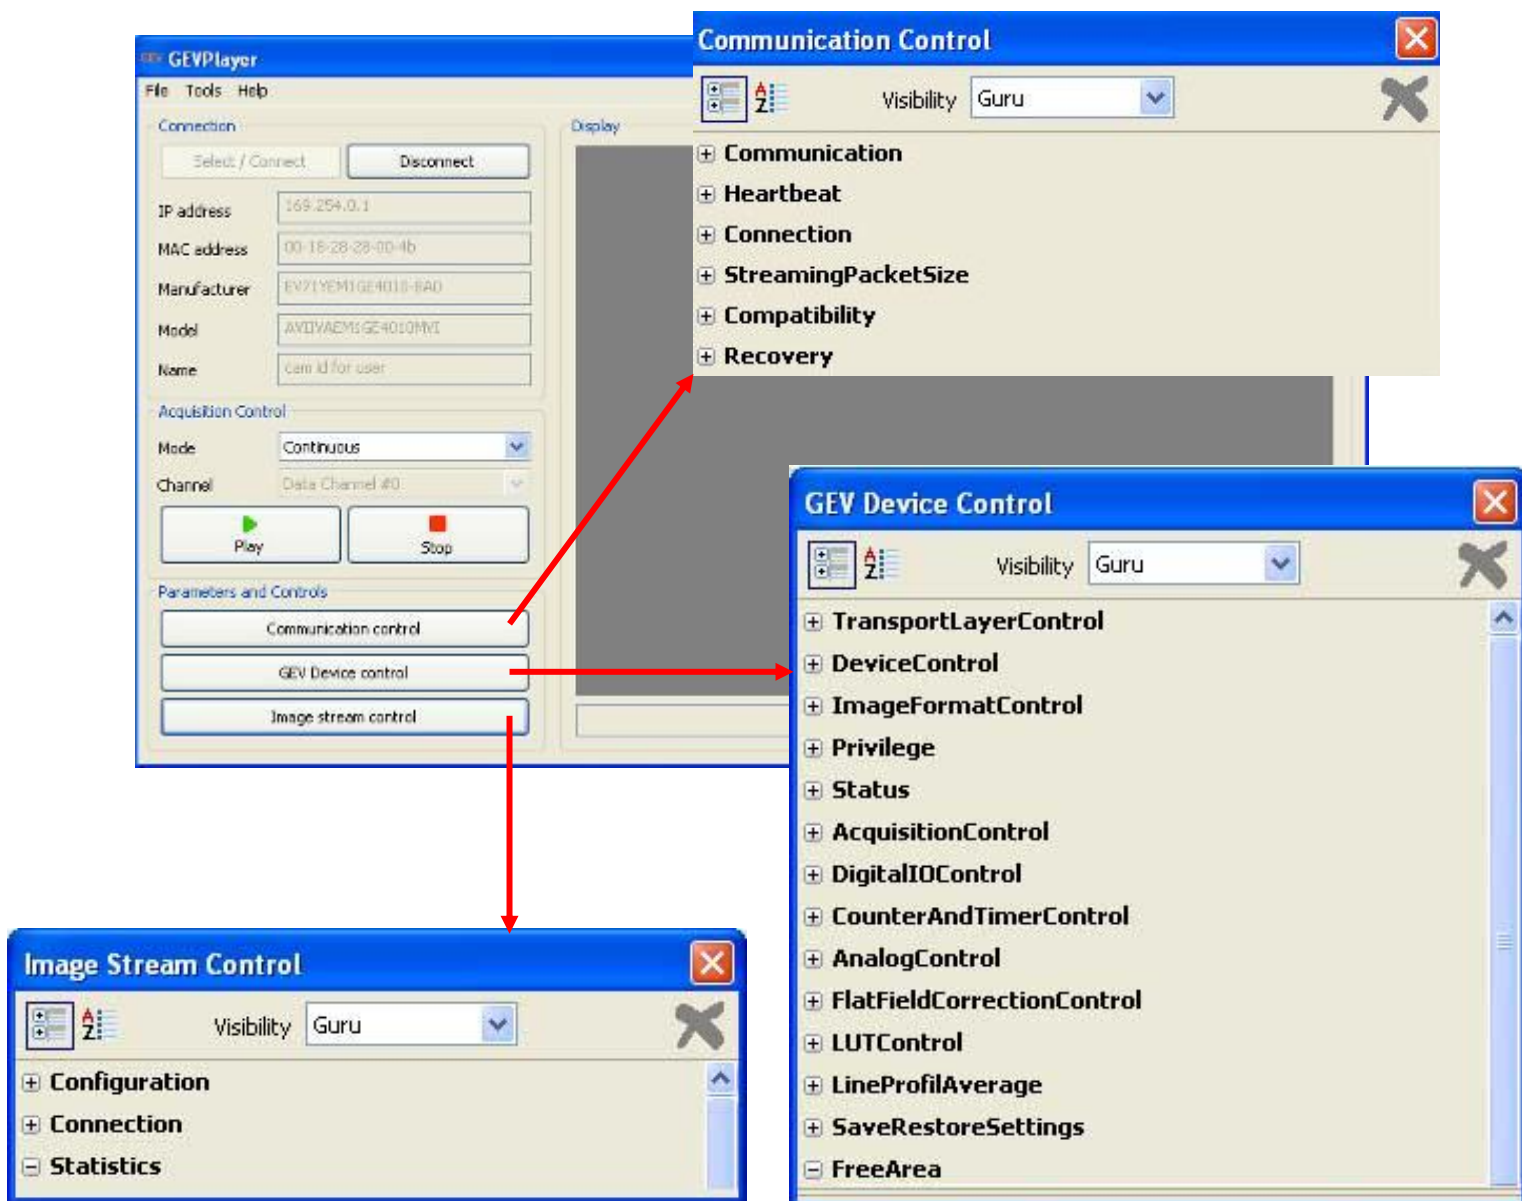 GEVPlayer
File Tools Help
Connection
Select / Connect
Disconnect
IP address
169.254.0.1
MAC address
00-18-28-28-00-4b
Manufacturer
Model
Name
cam id for user
Acquisition Control
Mode
Continuous
Channel
Data Channel #0
Play
Stop
Parameters and Controls
Communication control
GEV Device control
Image stream control
Display
Communication Control
AZ
Visibility
Guru
Communication
Heartbeat
Connection
StreamingPacketSize
Compatibility
Recovery
GEV Device Control
AZ
Visibility
Guru
TransportLayerControl
DeviceControl
ImageFormatControl
Privilege
Status
AcquisitionControl
DigitalIOControl
CounterAndTimerControl
AnalogControl
FlatFieldCorrectionControl
LUTControl
LineProfilAverage
SaveRestoreSettings
FreeArea
Image Stream Control
AZ
Visibility
Guru
Configuration
Connection
Statistics